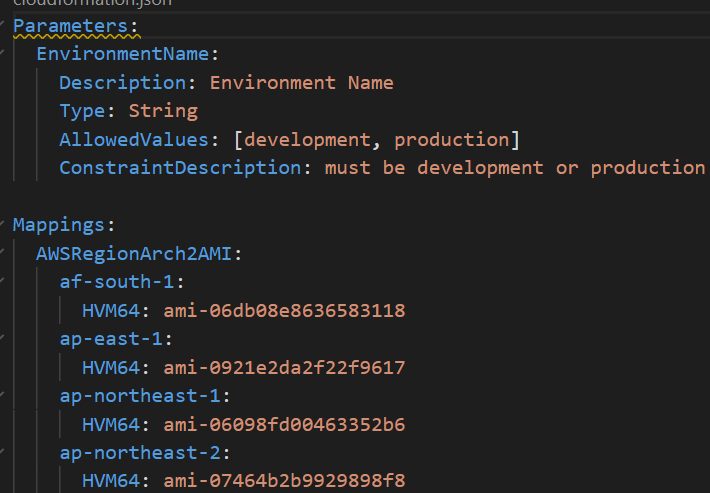 cloudformation.json
Parameters:
  EnvironmentName:
    Description: Environment Name
    Type: String
    AllowedValues: [development, production]
    ConstraintDescription: must be development or production
Mappings:
  AWSRegionArch2AMI:
    af-south-1:
      HVM64: ami-06db08e8636583118
    ap-east-1:
      HVM64: ami-0921e2da2f22f9617
    ap-northeast-1:
      HVM64: ami-06098fd00463352b6
    ap-northeast-2:
      HVM64: ami-07464b2b9929898f8